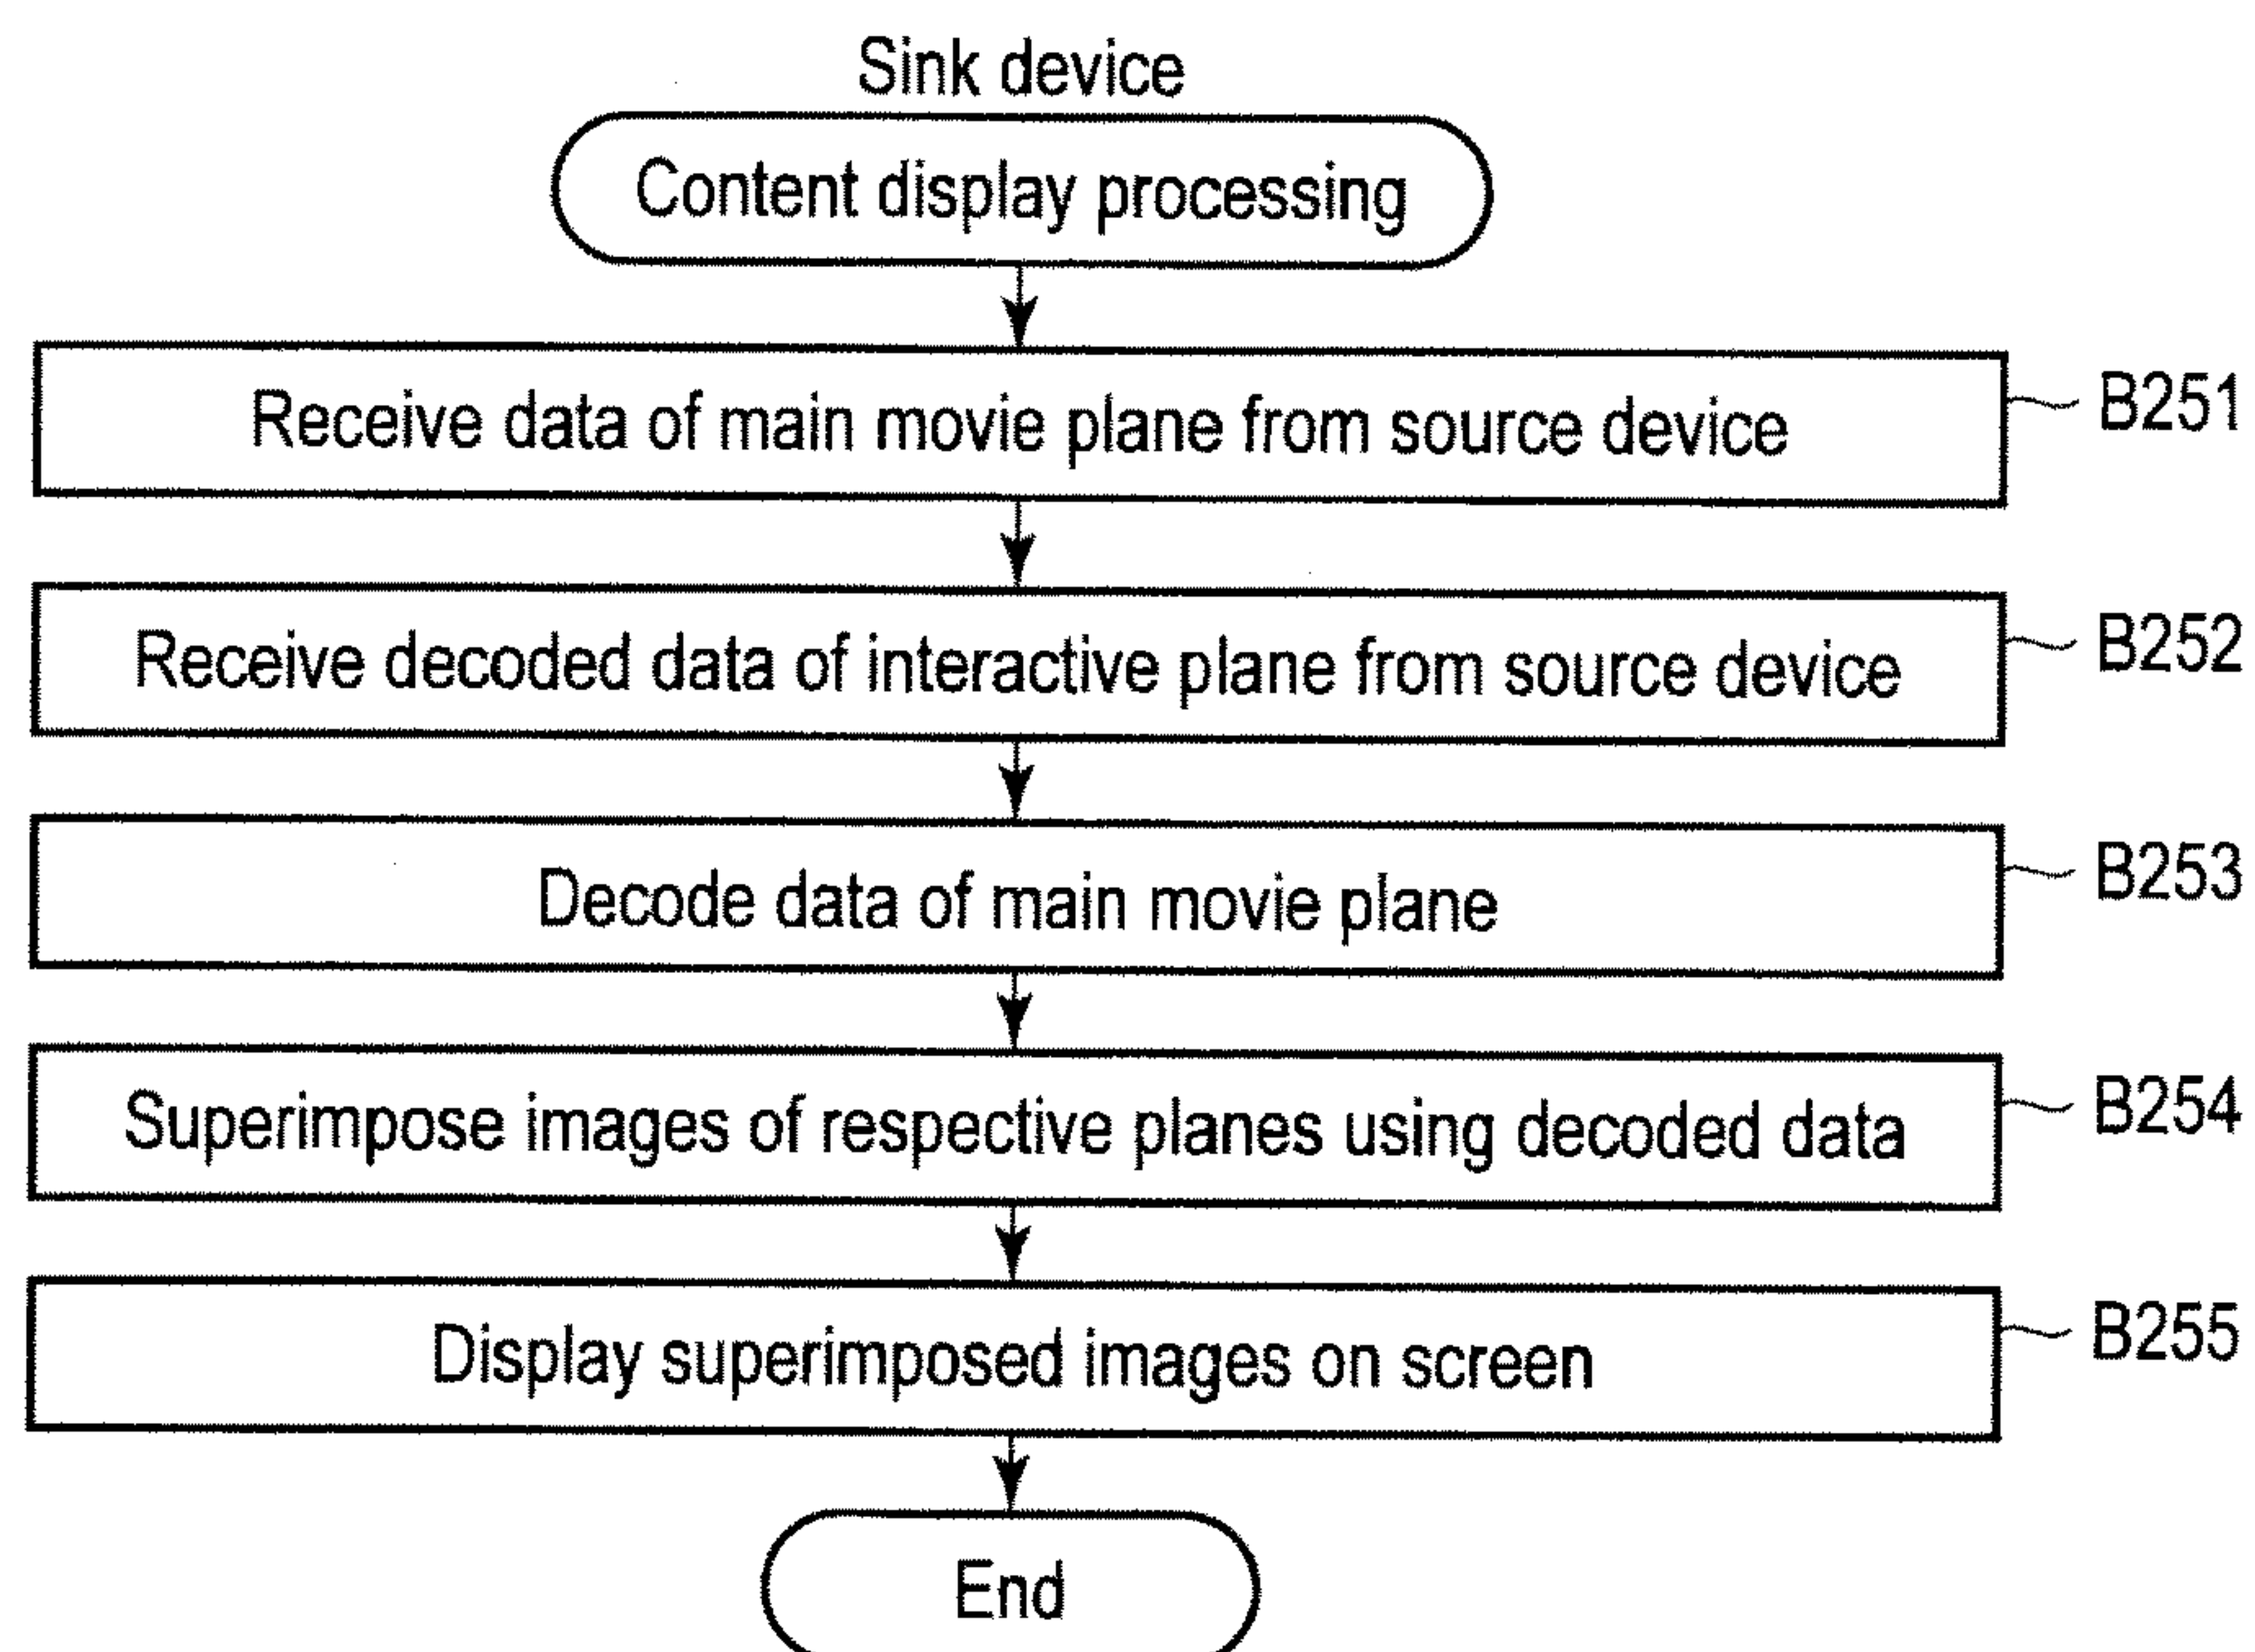 Sink device
Content display processing
Receive data of main movie plane from source device
B251
Receive decoded data of interactive plane from source device
B252
Decode data of main movie plane
B253
Superimpose images of respective planes using decoded data
B254
Display superimposed images on screen
B255
End